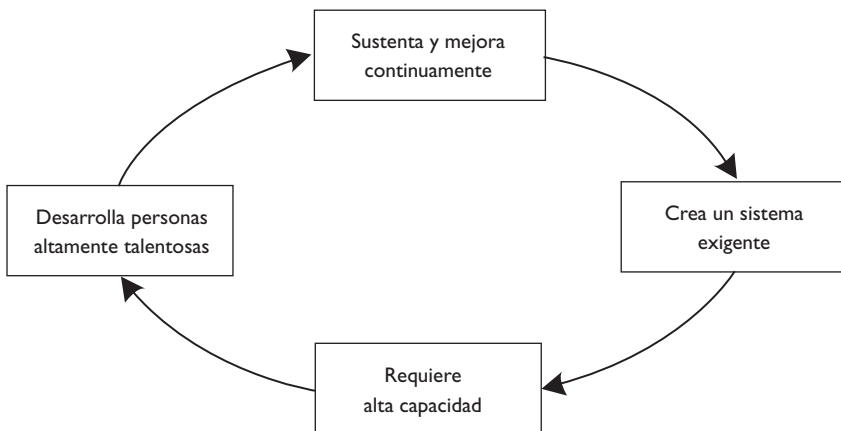 Sustenta y mejora
continuamente
Crea un sistema
exigente
Requiere
alta capacidad
Desarrolla personas
altamente talentosas